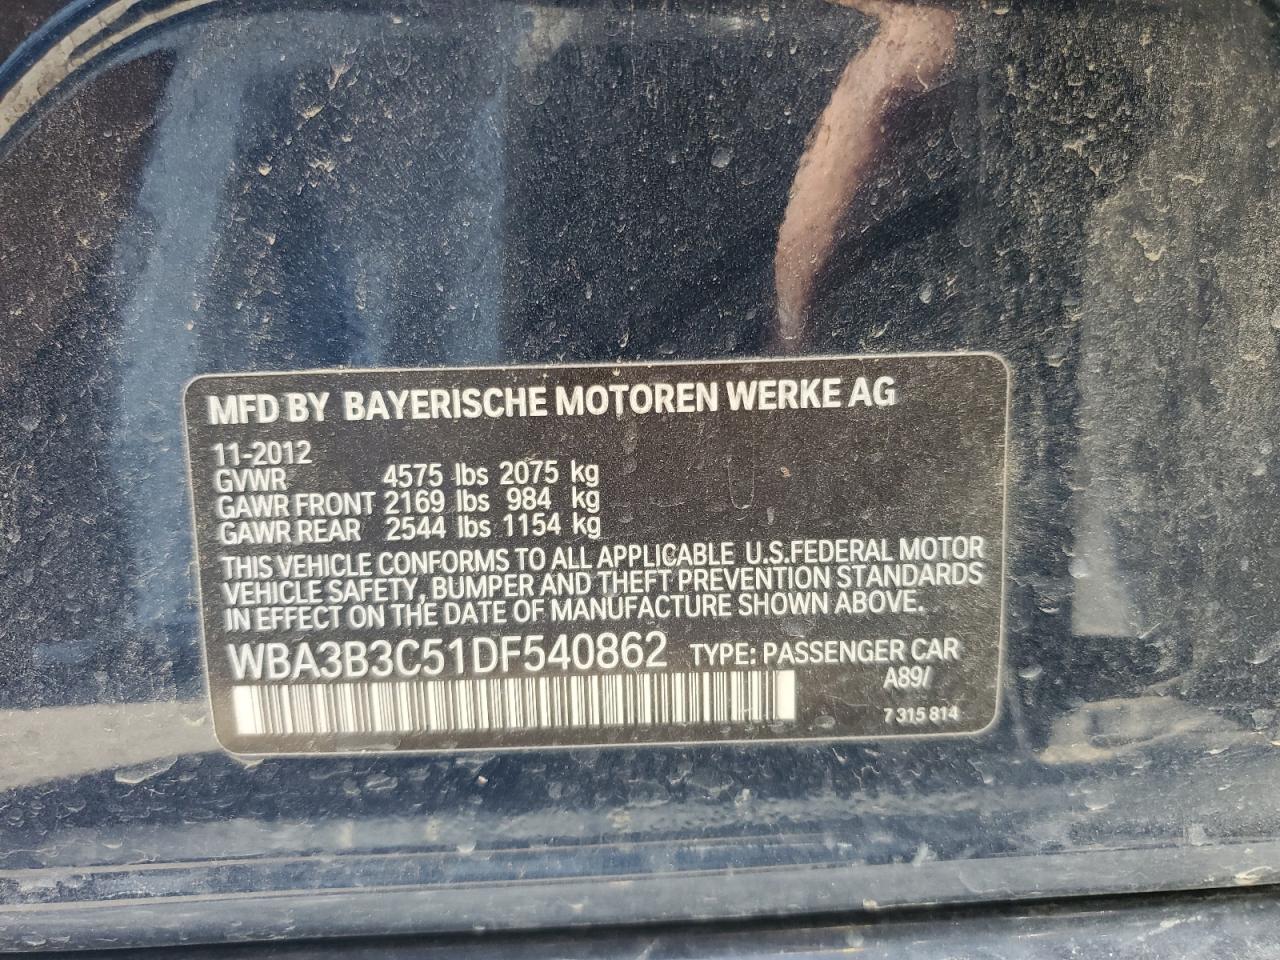 MFD BY BAYERISCHE MOTOREN WERKE AG
11-2012
GVWR 4575 lbs 2075 kg
GAWR FRONT 2169 lbs 984 kg
GAWR REAR 2544 lbs 1154 kg
THIS VEHICLE CONFORMS TO ALL APPLICABLE U.S.FEDERAL MOTOR
VEHICLE SAFETY, BUMPER AND THEFT PREVENTION STANDARDS
IN EFFECT ON THE DATE OF MANUFACTURE SHOWN ABOVE.
WBA3B3C51DF540862 TYPE: PASSENGER CAR
A89/
7 315 814